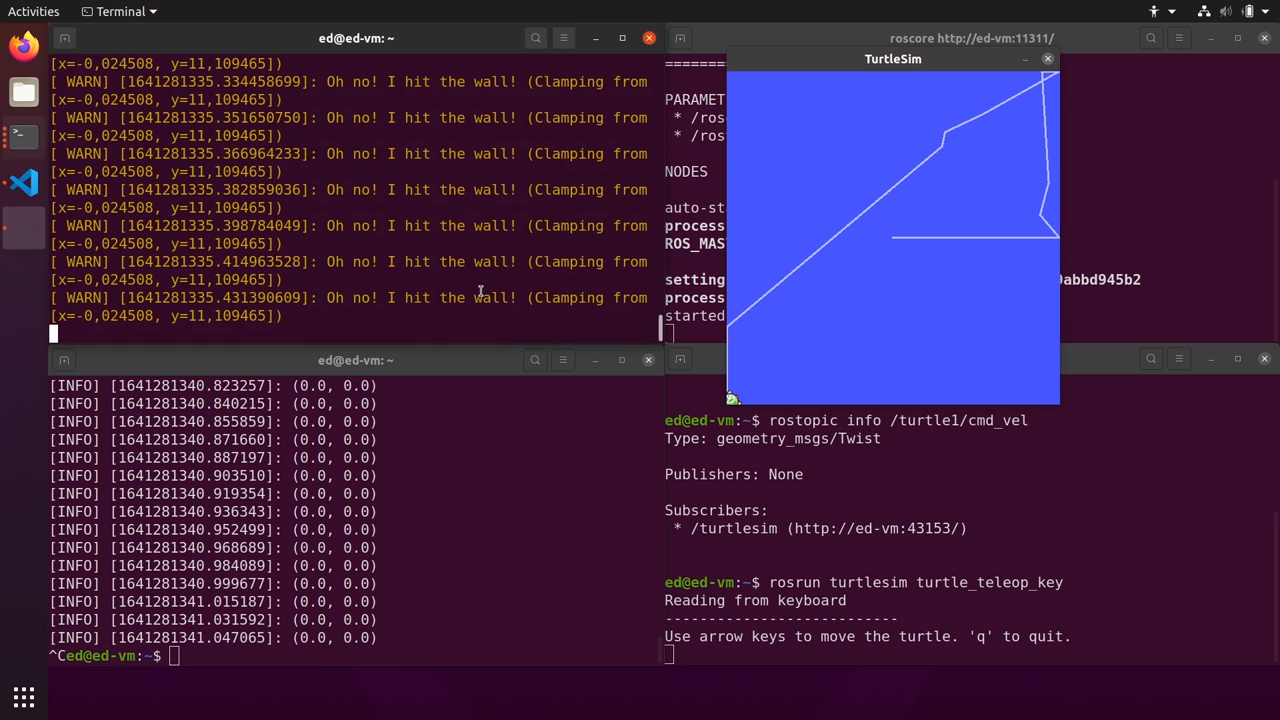 Activities
Terminal
ed@ed-vm: ~
[x=-0,024508, y=11,109465])
[ WARN] [1641281335.334458699]: Oh no! I hit the wall! (Clamping from
[x=-0,024508, y=11,109465])
[ WARN] [1641281335.351650750]: Oh no! I hit the wall! (Clamping from
[x=-0,024508, y=11,109465])
[ WARN] [1641281335.366964233]: Oh no! I hit the wall! (Clamping from
[x=-0,024508, y=11,109465])
[ WARN] [1641281335.382859036]: Oh no! I hit the wall! (Clamping from
[x=-0,024508, y=11,109465])
[ WARN] [1641281335.398784049]: Oh no! I hit the wall! (Clamping from
[x=-0,024508, y=11,109465])
[ WARN] [1641281335.414963528]: Oh no! I hit the wall! (Clamping from
[x=-0,024508, y=11,109465])
[ WARN] [1641281335.431390609]: Oh no! I hit the wall! (Clamping from
[x=-0,024508, y=11,109465])
roscore http://ed-vm:11311/
TurtleSim
=======
PARAMET
* /ros
* /ros
NODES
auto-st
process
ROS_MAS
setting
abbd945b2
process
started
ed@ed-vm: ~
[INFO] [1641281340.823257]: (0.0, 0.0)
[INFO] [1641281340.840215]: (0.0, 0.0)
[INFO] [1641281340.855859]: (0.0, 0.0)
[INFO] [1641281340.871660]: (0.0, 0.0)
[INFO] [1641281340.887197]: (0.0, 0.0)
[INFO] [1641281340.903510]: (0.0, 0.0)
[INFO] [1641281340.919354]: (0.0, 0.0)
[INFO] [1641281340.936343]: (0.0, 0.0)
[INFO] [1641281340.952499]: (0.0, 0.0)
[INFO] [1641281340.968689]: (0.0, 0.0)
[INFO] [1641281340.984089]: (0.0, 0.0)
[INFO] [1641281340.999677]: (0.0, 0.0)
[INFO] [1641281341.015187]: (0.0, 0.0)
[INFO] [1641281341.031592]: (0.0, 0.0)
[INFO] [1641281341.047065]: (0.0, 0.0)
^Ced@ed-vm:~$
ed@ed-vm:~$ rostopic info /turtle1/cmd_vel
Type: geometry_msgs/Twist
Publishers: None
Subscribers:
* /turtlesim (http://ed-vm:43153/)
ed@ed-vm:~$ rosrun turtlesim turtle_teleop_key
Reading from keyboard
---------------------------
Use arrow keys to move the turtle. 'q' to quit.